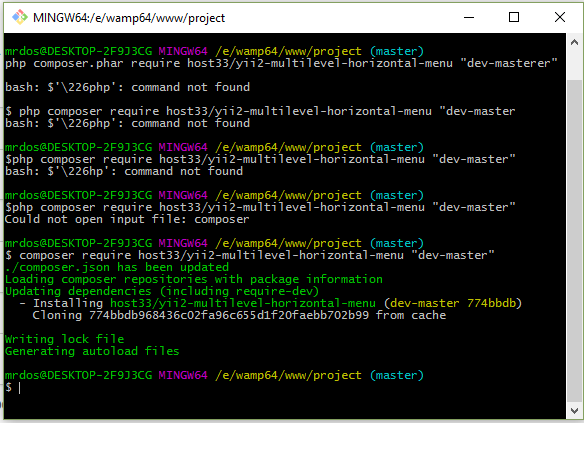 MINGW64:/e/wamp64/www/project
mrdos@DESKTOP-2F9J3CG MINGW64 /e/wamp64/www/project (master)
php composer.phar require host33/yii2-multilevel-horizontal-menu "dev-masterer"
bash: $'\226php': command not found
$ php composer require host33/yii2-multilevel-horizontal-menu "dev-master
bash: $'\226php': command not found
mrdos@DESKTOP-2F9J3CG MINGW64 /e/wamp64/www/project (master)
$php composer require host33/yii2-multilevel-horizontal-menu "dev-master"
bash: $'\226hp': command not found
mrdos@DESKTOP-2F9J3CG MINGW64 /e/wamp64/www/project (master)
$php composer require host33/yii2-multilevel-horizontal-menu "dev-master"
Could not open input file: composer
mrdos@DESKTOP-2F9J3CG MINGW64 /e/wamp64/www/project (master)
$ composer require host33/yii2-multilevel-horizontal-menu "dev-master"
./composer.json has been updated
Loading composer repositories with package information
Updating dependencies (including require-dev)
- Installing host33/yii2-multilevel-horizontal-menu (dev-master 774bbdb)
Cloning 774bbdb968436c02fa96c655d1f20faebb702b99 from cache
Writing lock file
Generating autoload files
mrdos@DESKTOP-2F9J3CG MINGW64 /e/wamp64/www/project (master)
$